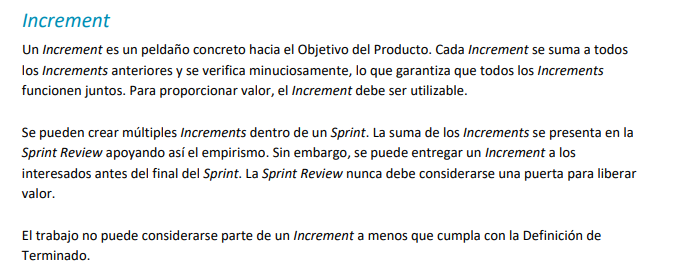 Increment
Un Increment es un peldaño concreto hacia el Objetivo del Producto. Cada Increment se suma a todos
los Increments anteriores y se verifica minuciosamente, lo que garantiza que todos los Increments
funcionen juntos. Para proporcionar valor, el Increment debe ser utilizable.
Se pueden crear múltiples Increments dentro de un Sprint. La suma de los Increments se presenta en la
Sprint Review apoyando así el empirismo. Sin embargo, se puede entregar un Increment a los
interesados antes del final del Sprint. La Sprint Review nunca debe considerarse una puerta para liberar
valor.
El trabajo no puede considerarse parte de un Increment a menos que cumpla con la Definición de
Terminado.